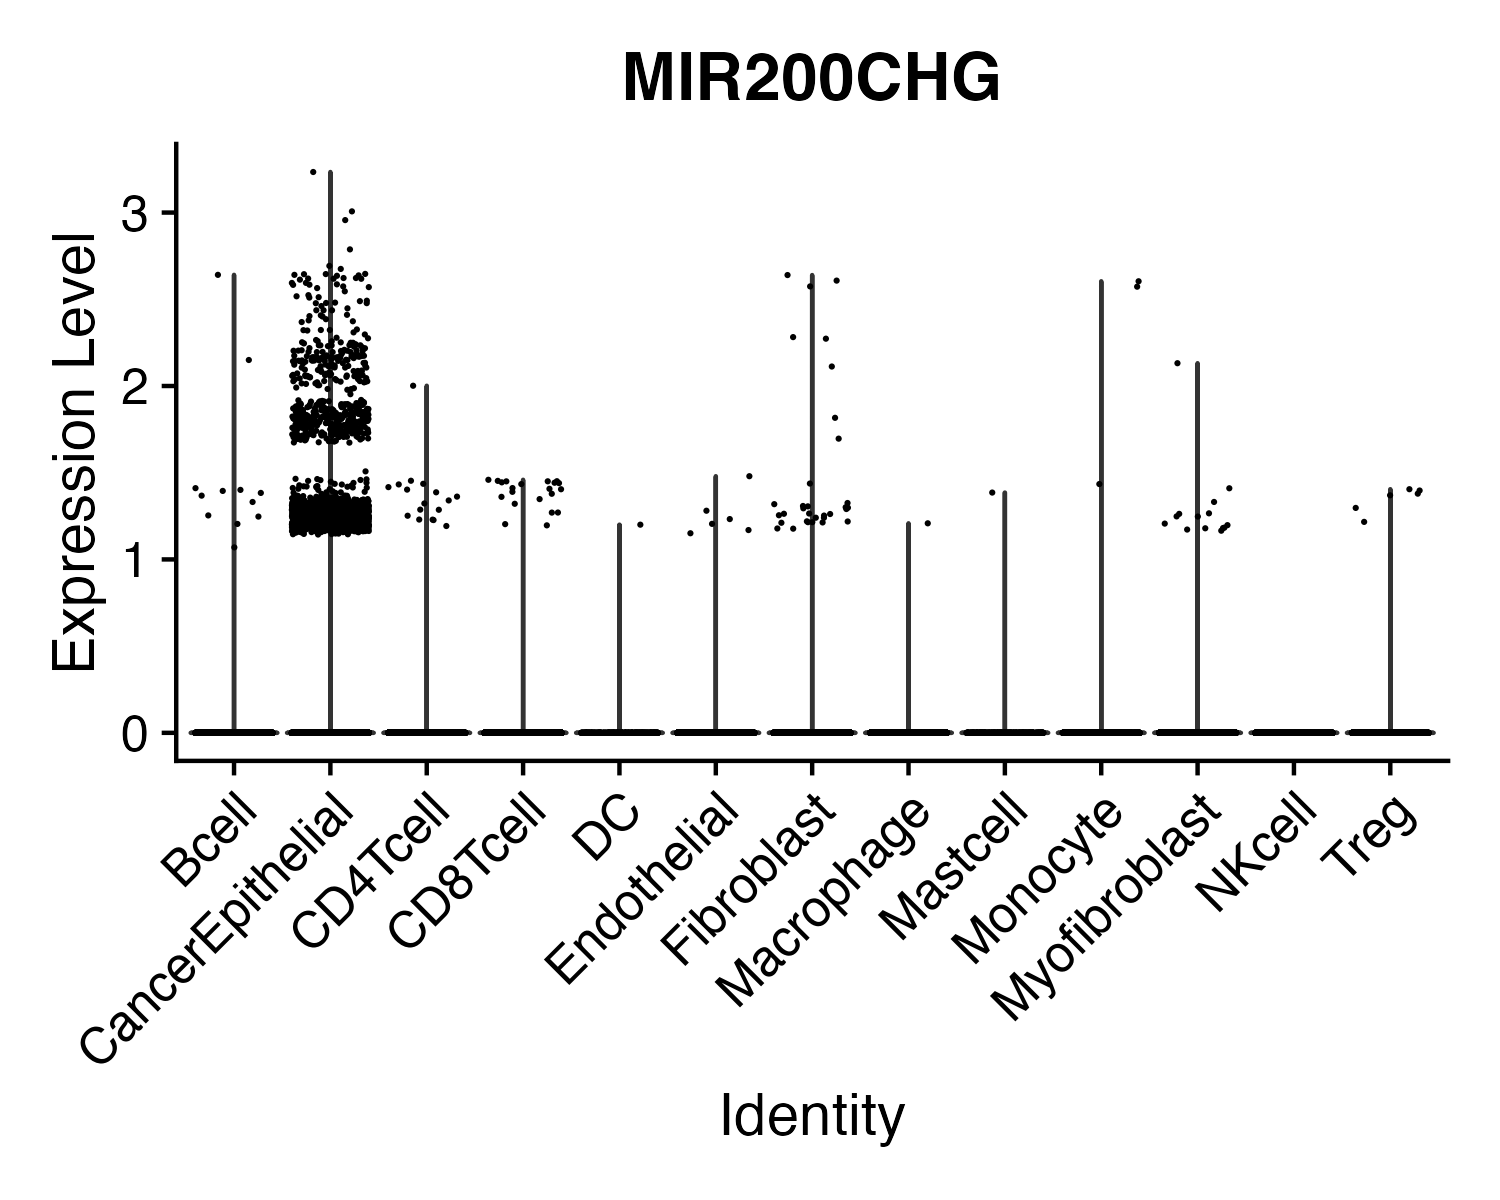 MIR200CHG
Expression Level
3
2
1
0
Bcell
CancerEpithelial
CD4Tcell
CD8Tcell
DC
Endothelial
Fibroblast
Macrophage
Mastcell
Monocyte
Myofibroblast
NKcell
Treg
Identity